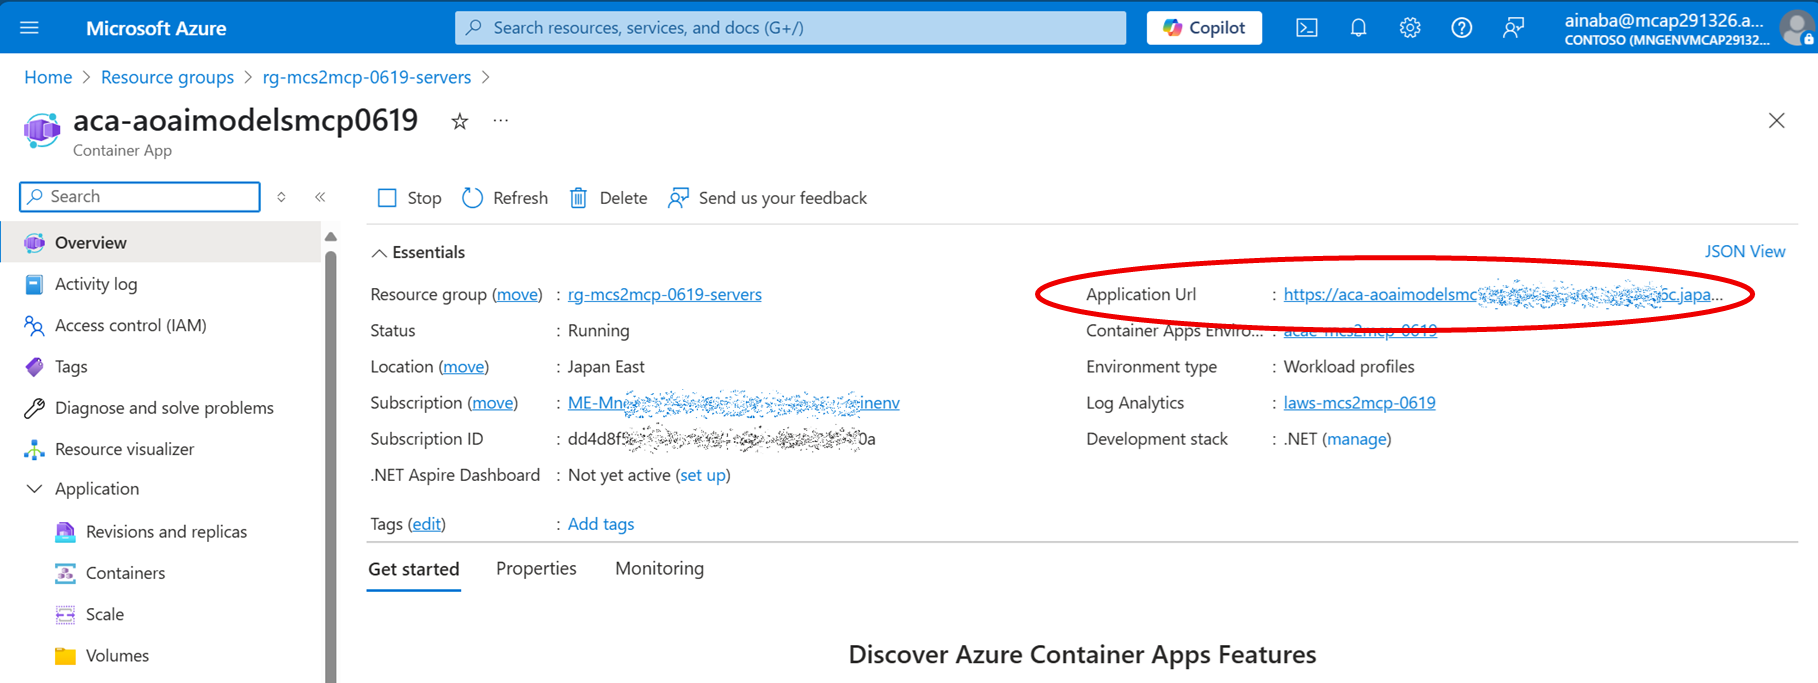 Microsoft Azure
Search resources, services, and docs (G+/)
Copilot
ainaba@mcap291326.a...
CONTOSO (MNGENVMCAP29132...
Home > Resource groups > rg-mcs2mcp-0619-servers >
aca-aoaimodelsmcp0619
Container App
Search
Stop Refresh Delete Send us your feedback
Overview
Activity log
Access control (IAM)
Tags
Diagnose and solve problems
Resource visualizer
Application
Revisions and replicas
Containers
Scale
Volumes
Essentials
JSON View
Resource group (move) : rg-mcs2mcp-0619-servers
Status : Running
Location (move) : Japan East
Subscription (move) : ME-Mn inenv
Subscription ID : dd4d8f 0a
.NET Aspire Dashboard : Not yet active (set up)
Tags (edit) : Add tags
Application Url : https://aca-aoaimodelsmc c.japa...
Container Apps Enviro... : acae-mcs2mcp-0619
Environment type : Workload profiles
Log Analytics : laws-mcs2mcp-0619
Development stack : .NET (manage)
Get started Properties Monitoring
Discover Azure Container Apps Features